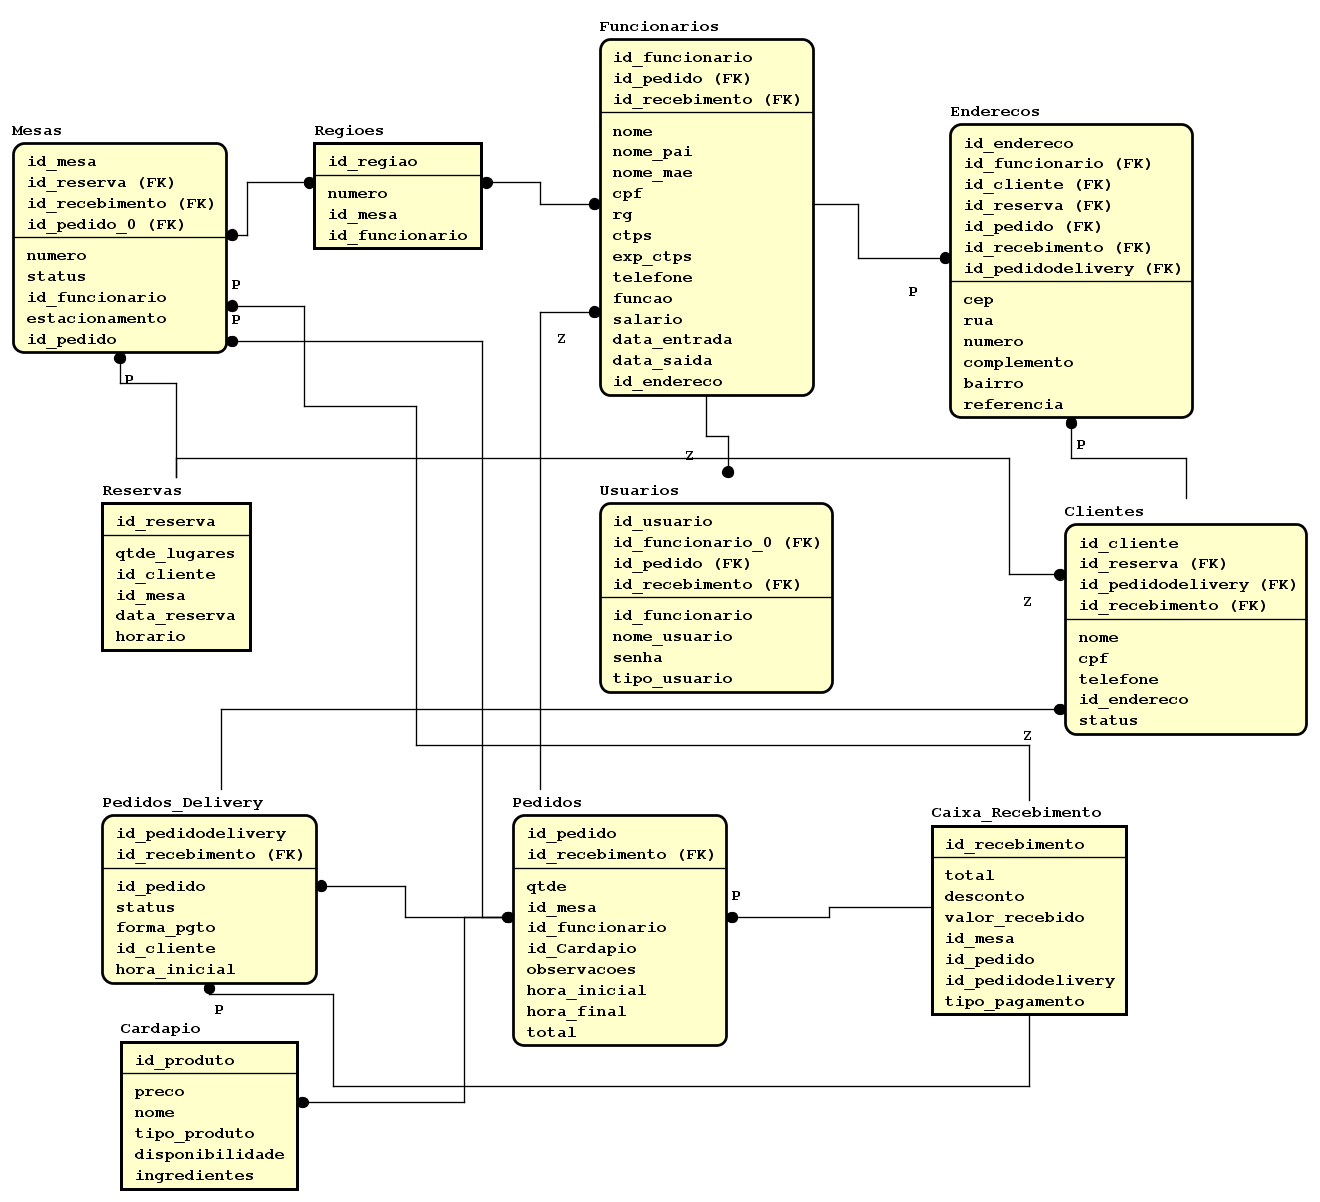 Funcionarios
id_funcionario
id_pedido (FK)
id_recebimento (FK)
nome
nome_pai
nome_mae
cpf
rg
ctps
exp_ctps
telefone
funcao
salario
data_entrada
data_saida
id_endereco
Enderecos
id_endereco
id_funcionario (FK)
id_cliente (FK)
id_reserva (FK)
id_pedido (FK)
id_recebimento (FK)
id_pedidodelivery (FK)
cep
rua
numero
complemento
bairro
referencia
Mesas
id_mesa
id_reserva (FK)
id_recebimento (FK)
id_pedido_0 (FK)
numero
status
id_funcionario
estacionamento
id_pedido
Regioes
id_regiao
numero
id_mesa
id_funcionario
P
P
P
Z
P
Z
P
Reservas
id_reserva
qtde_lugares
id_cliente
id_mesa
data_reserva
horario
Usuarios
id_usuario
id_funcionario_0 (FK)
id_pedido (FK)
id_recebimento (FK)
id_funcionario
nome_usuario
senha
tipo_usuario
Clientes
id_cliente
id_reserva (FK)
id_pedidodelivery (FK)
id_recebimento (FK)
nome
cpf
telefone
id_endereco
status
Z
Z
Pedidos_Delivery
id_pedidodelivery
id_recebimento (FK)
id_pedido
status
forma_pgto
id_cliente
hora_inicial
P
Pedidos
id_pedido
id_recebimento (FK)
qtde
id_mesa
id_funcionario
id_Cardapio
observacoes
hora_inicial
hora_final
total
P
Caixa_Recebimento
id_recebimento
total
desconto
valor_recebido
id_mesa
id_pedido
id_pedidodelivery
tipo_pagamento
Cardapio
id_produto
preco
nome
tipo_produto
disponibilidade
ingredientes